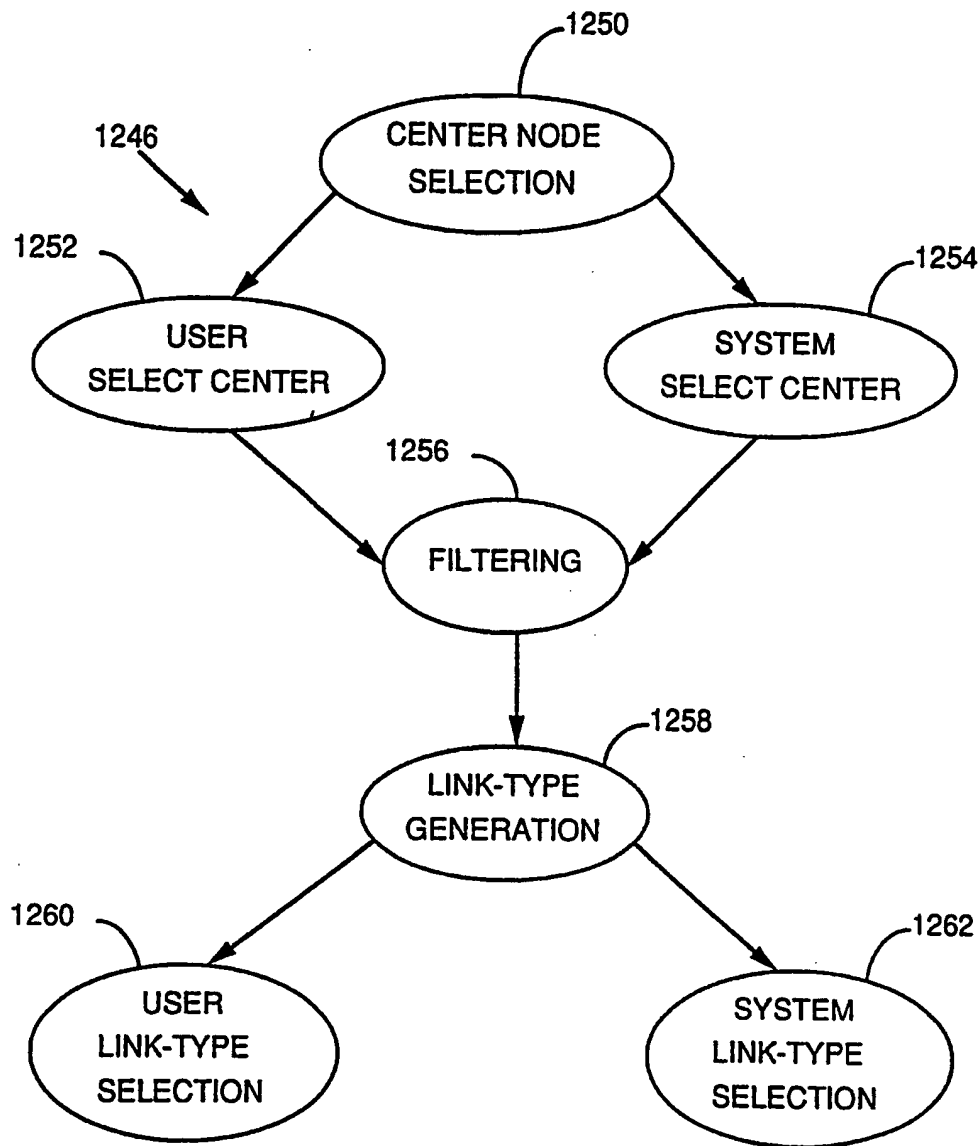 1250
CENTER NODE
SELECTION
1246
1252
USER
SELECT CENTER
1254
SYSTEM
SELECT CENTER
1256
FILTERING
1258
LINK-TYPE
GENERATION
1260
USER
LINK-TYPE
SELECTION
1262
SYSTEM
LINK-TYPE
SELECTION